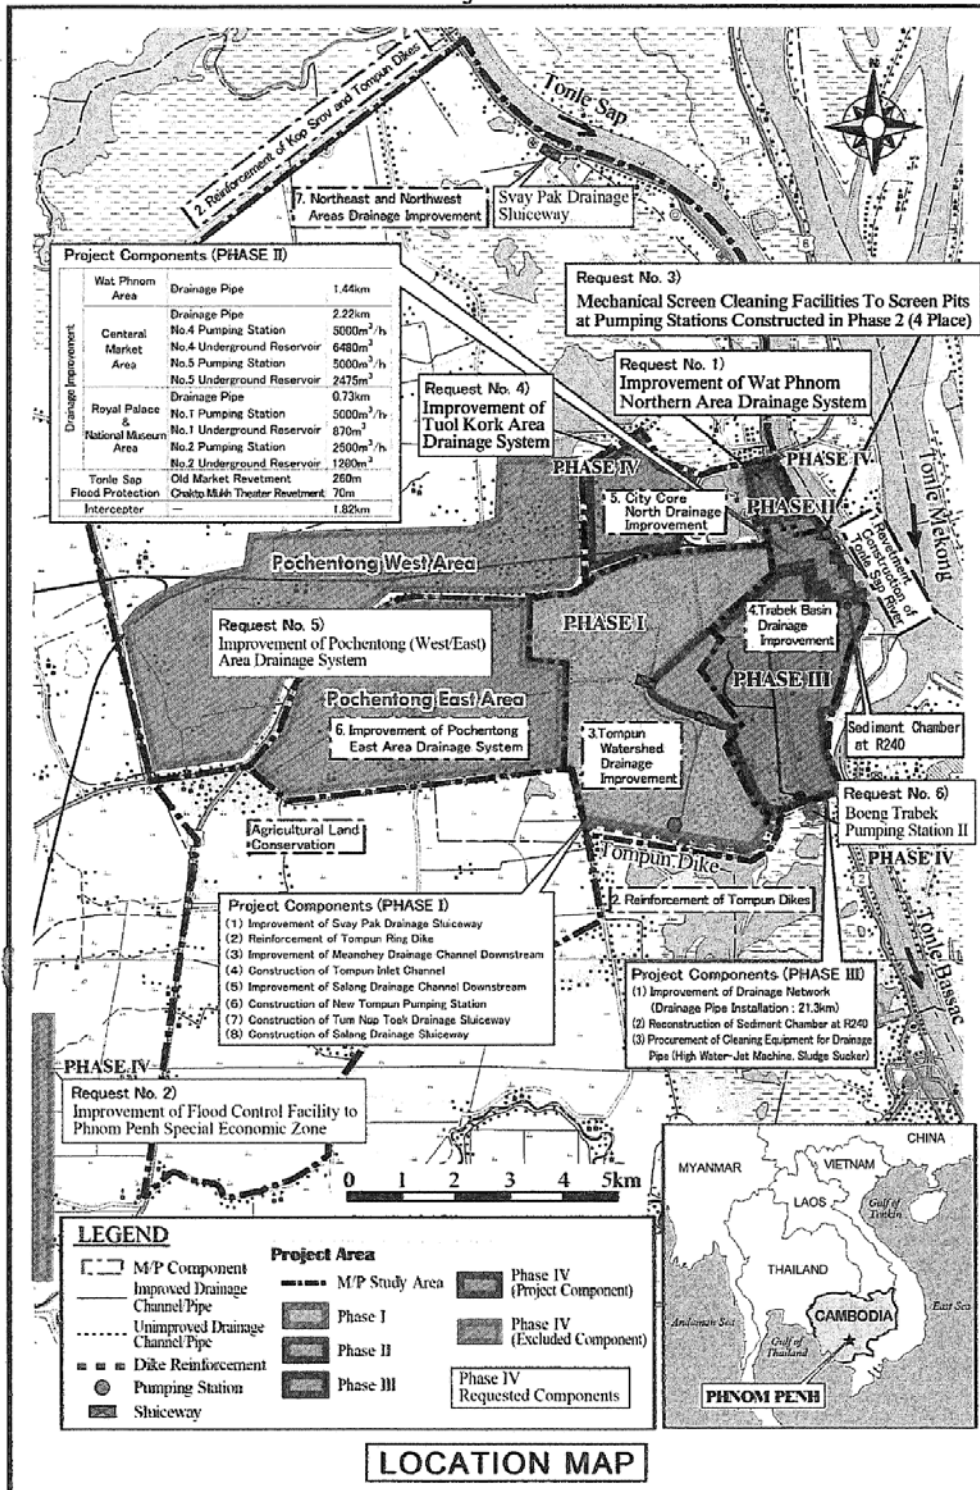 2. Reinforcement of Kop Srov and Tompun Dikes
Tonle Sap
N
7. Northeast and Northwest
Areas Drainage Improvement
Svay Pak Drainage
Sluiceway
6
Project Components (PHASE II)
Drainage Improvement
Wat Phnom
Area
Drainage Pipe 1.44km
Centeral
Market
Area
Drainage Pipe 2.22km
No.4 Pumping Station 5000m³/h
No.4 Underground Reservoir 6480m³
No.5 Pumping Station 5000m³/h
No.5 Underground Reservoir 2475m³
Royal Palace
&
National Museum
Area
Drainage Pipe 0.73km
No.1 Pumping Station 5000m³/h
No.1 Underground Reservoir 870m³
No.2 Pumping Station 2500m³/h
No.2 Underground Reservoir 1200m³
Tonle Sap
Flood Protection
Old Market Revetment 260m
Chakto Mukh Theater Revetment 70m
Intercepter — 1.82km
Request No. 3)
Mechanical Screen Cleaning Facilities To Screen Pits
at Pumping Stations Constructed in Phase 2 (4 Place)
Request No. 1)
Improvement of Wat Phnom
Northern Area Drainage System
Request No. 4)
Improvement of
Tuol Kork Area
Drainage System
PHASE IV
PHASE IV
5. City Core
North Drainage
Improvement
PHASE II
Tonle Mekong
Revetment
Construction of
Tonle Sap River
Pochentong West Area
PHASE I
4.Trabek Basin
Drainage
Improvement
Request No. 5)
Improvement of Pochentong (West/East)
Area Drainage System
PHASE III
Pochentong East Area
6. Improvement of Pochentong
East Area Drainage System
3.Tompun
Watershed
Drainage
Improvement
Sediment Chamber
at R240
Request No. 6)
Boeng Trabek
Pumping Station II
PHASE IV
Agricultural Land
Conservation
Tompun Dike
2. Reinforcement of Tompun Dikes
Tonle Bassac
Project Components (PHASE I)
(1) Improvement of Svay Pak Drainage Sluiceway
(2) Reinforcement of Tompun Ring Dike
(3) Improvement of Meanchey Drainage Channel Downstream
(4) Construction of Tompun Inlet Channel
(5) Improvement of Salang Drainage Channel Downstream
(6) Construction of New Tompun Pumping Station
(7) Construction of Tum Nup Toek Drainage Sluiceway
(8) Construction of Salang Drainage Sluiceway
Project Components (PHASE III)
(1) Improvement of Drainage Network
(Drainage Pipe Installation : 21.3km)
(2) Reconstruction of Sediment Chamber at R240
(3) Procurement of Cleaning Equipment for Drainage
Pipe (High Water-Jet Machine, Sludge Sucker)
PHASE IV
Request No. 2)
Improvement of Flood Control Facility to
Phnom Penh Special Economic Zone
0 1 2 3 4 5km
LEGEND
M/P Component
Improved Drainage
Channel/Pipe
Unimproved Drainage
Channel/Pipe
Dike Reinforcement
Pumping Station
Sluiceway
Project Area
M/P Study Area
Phase I
Phase II
Phase III
Phase IV
(Project Component)
Phase IV
(Excluded Component)
Phase IV
Requested Components
CHINA
MYANMAR
VIETNAM
LAOS
Gulf of
Tonkin
THAILAND
CAMBODIA
East Sea
Andaman Sea
Gulf of
Thailand
PHNOM PENH
LOCATION MAP